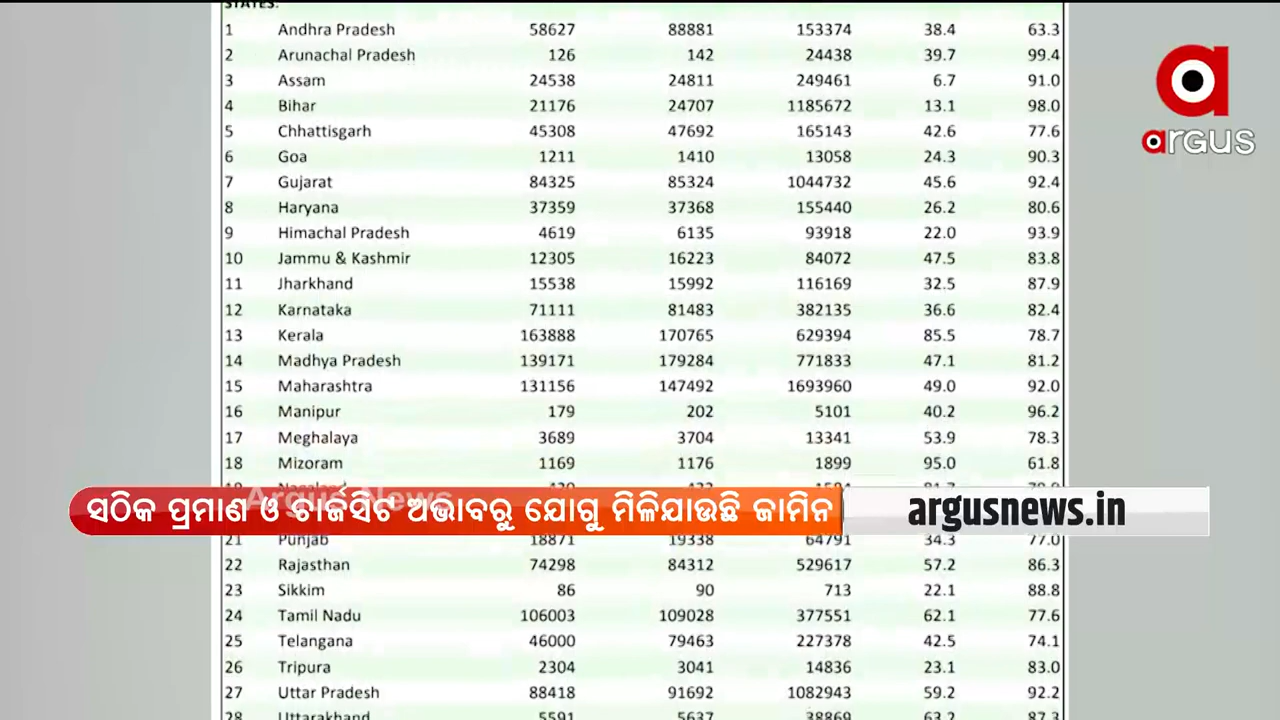 STATES:
1 Andhra Pradesh 58627 88881 153374 38.4 63.3
2 Arunachal Pradesh 126 142 24438 39.7 99.4
3 Assam 24538 24811 249461 6.7 91.0
4 Bihar 21176 24707 1185672 13.1 98.0
5 Chhattisgarh 45308 47692 165143 42.6 77.6
6 Goa 1211 1410 13058 24.3 90.3
7 Gujarat 84325 85324 1044732 45.6 92.4
8 Haryana 37359 37368 155440 26.2 80.6
9 Himachal Pradesh 4619 6135 93918 22.0 93.9
10 Jammu & Kashmir 12305 16223 84072 47.5 83.8
11 Jharkhand 15538 15992 116169 32.5 87.9
12 Karnataka 71111 81483 382135 36.6 82.4
13 Kerala 163888 170765 629394 85.5 78.7
14 Madhya Pradesh 139171 179284 771833 47.1 81.2
15 Maharashtra 131156 147492 1693960 49.0 92.0
16 Manipur 179 202 5101 40.2 96.2
17 Meghalaya 3689 3704 13341 53.9 78.3
18 Mizoram 1169 1176 1899 95.0 61.8
Argus News
ସଠିକ ପ୍ରମାଣ ଓ ଚାର୍ଜସିଟ ଅଭାବରୁ ଯୋଗୁ ମିଳିଯାଉଛି ଜାମିନ
argusnews.in
21 Punjab 18871 19338 64791 34.3 77.0
22 Rajasthan 74298 84312 529617 57.2 86.3
23 Sikkim 86 90 713 22.1 88.8
24 Tamil Nadu 106003 109028 377551 62.1 77.6
25 Telangana 46000 79463 227378 42.5 74.1
26 Tripura 2304 3041 14836 23.1 83.0
27 Uttar Pradesh 88418 91692 1082943 59.2 92.2
28 Uttarakhand 5591 5637 38869 63.2 87.3
argus